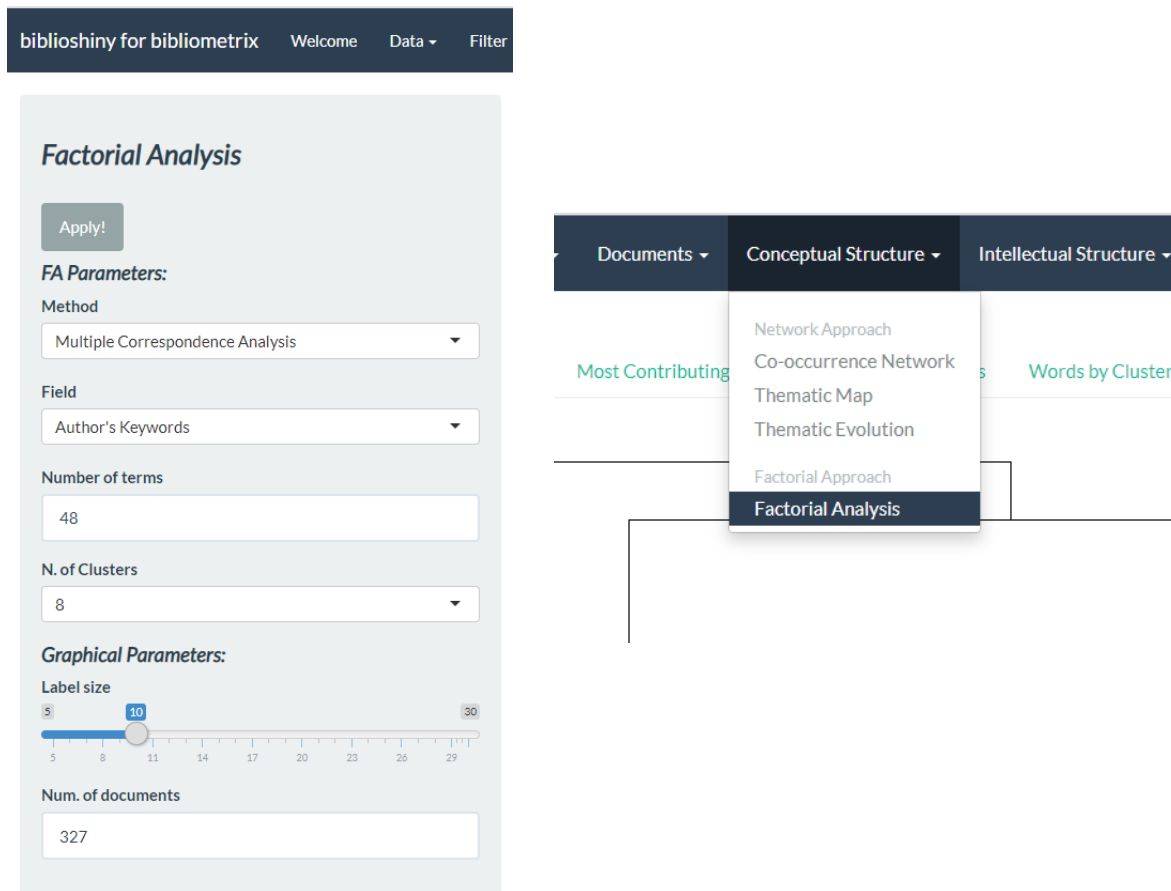 biblioshiny for bibliometrix Welcome Data Filter
Factorial Analysis
Apply!
FA Parameters:
Method
Multiple Correspondence Analysis
Field
Author's Keywords
Number of terms
48
N. of Clusters
8
Graphical Parameters:
Label size
5 10 30
5 8 11 14 17 20 23 26 29
Num. of documents
327
Documents Conceptual Structure Intellectual Structure
Network Approach
Most Contributing Co-occurrence Network s Words by Cluster
Thematic Map
Thematic Evolution
Factorial Approach
Factorial Analysis